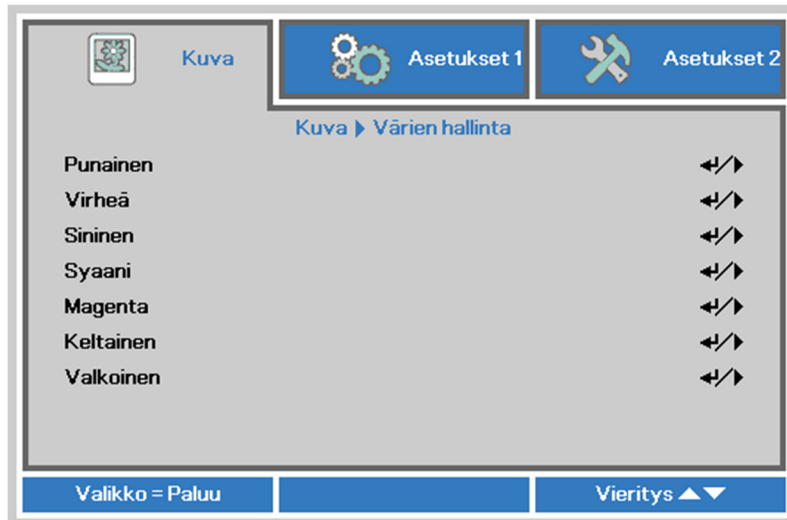 Kuva
Asetukset 1
Asetukset 2
Kuva ▶ Värien hallinta
Punainen
Virheä
Sininen
Syaani
Magenta
Keltainen
Valkoinen
Valikko = Paluu
Vieritys ▲▼